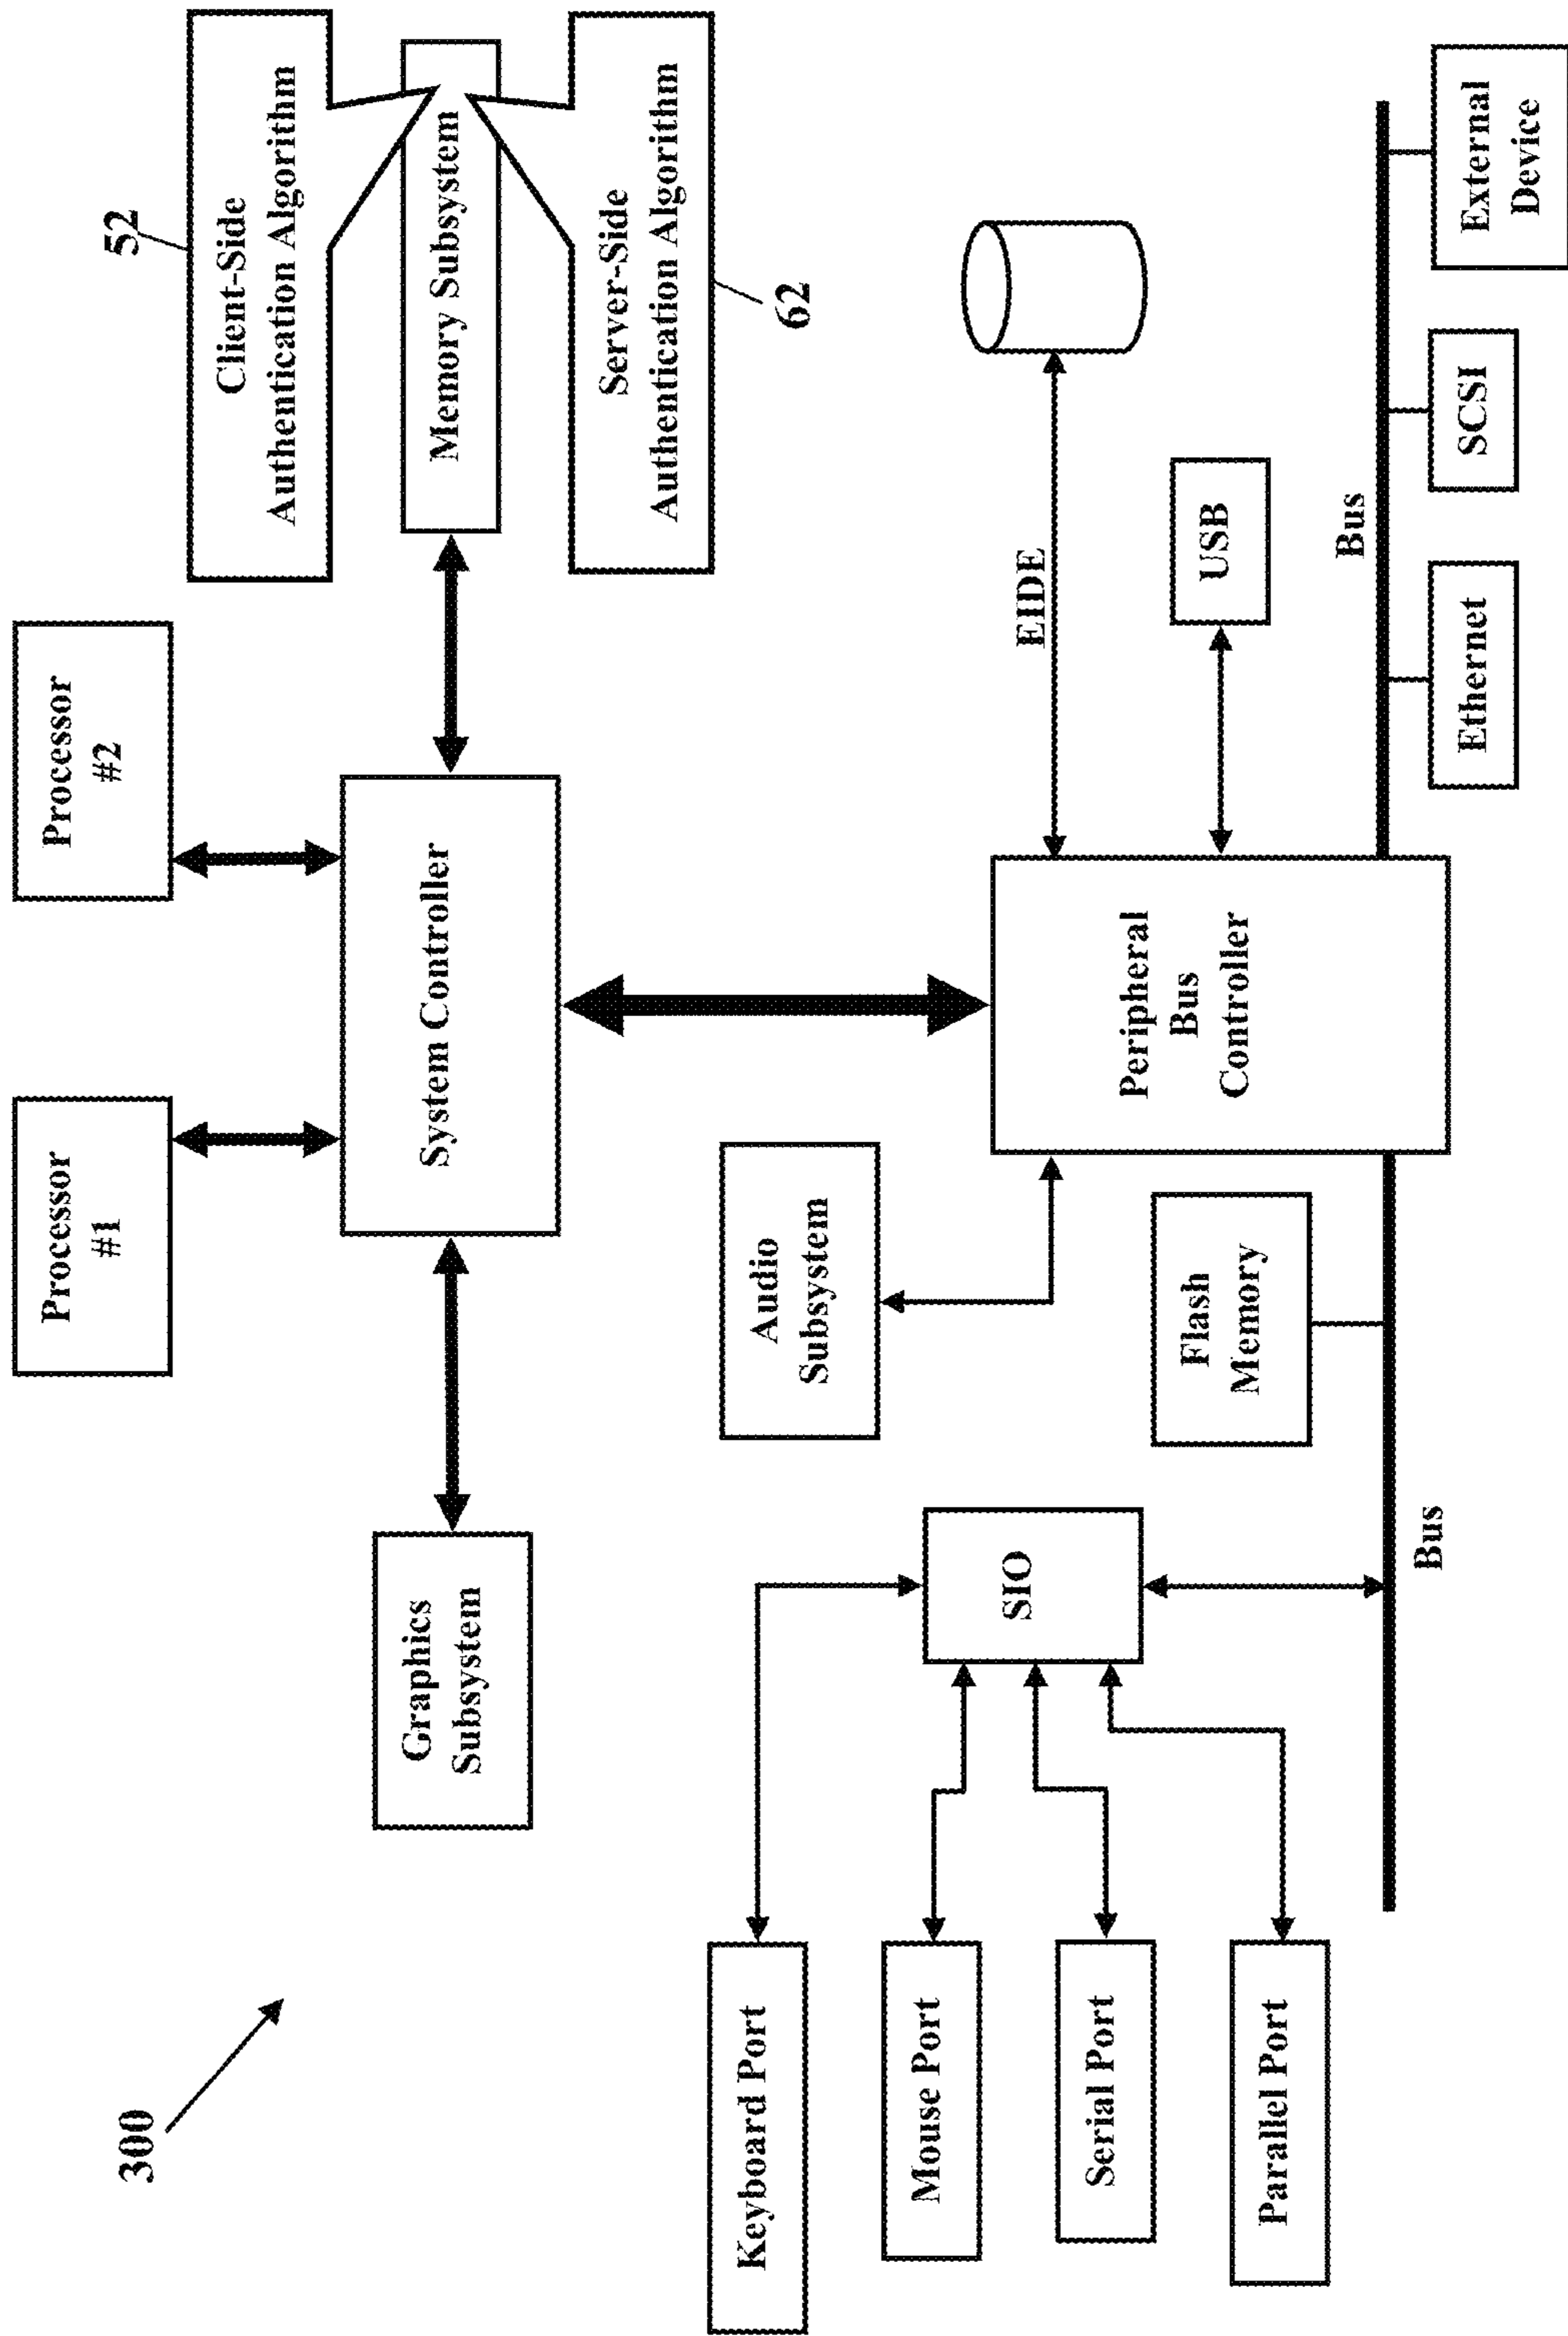 300
Processor
#1
Processor
#2
52
Client-Side
Authentication Algorithm
Graphics
Subsystem
System Controller
Memory Subsystem
Server-Side
Authentication Algorithm
62
Keyboard Port
Audio
Subsystem
Mouse Port
SIO
Peripheral
Bus
Controller
EIDE
Serial Port
Flash
Memory
USB
Parallel Port
Bus
Bus
Ethernet
SCSI
External
Device